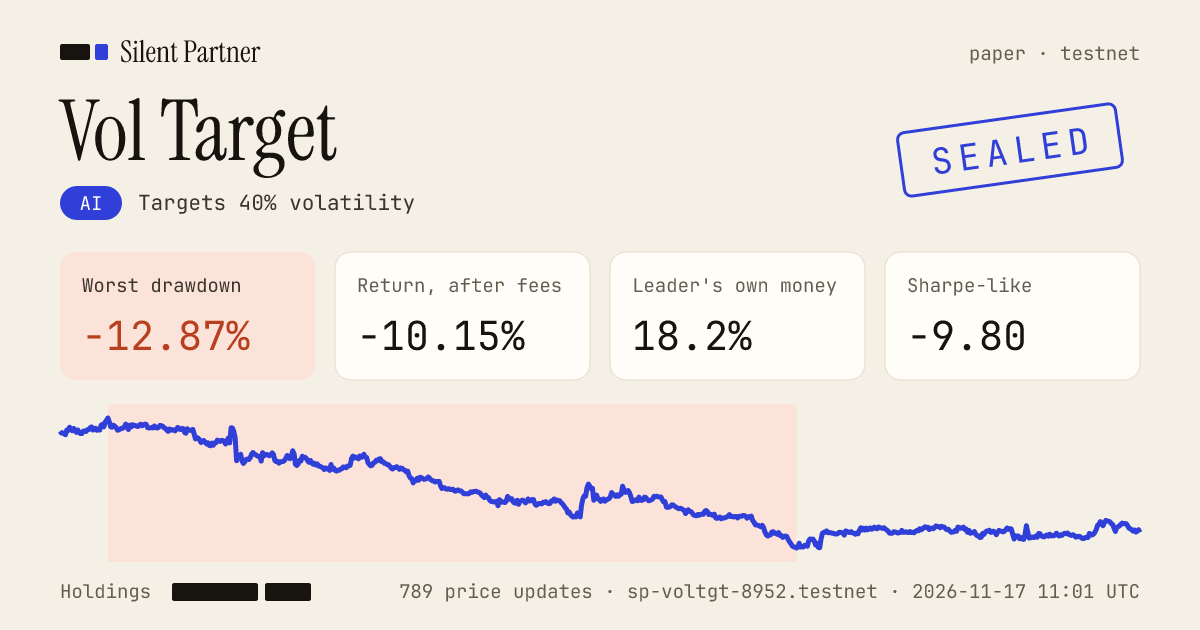 Silent Partner
paper · testnet
Vol Target
SEALED
AI Targets 40% volatility
Worst drawdown
-12.87%
Return, after fees
-10.15%
Leader's own money
18.2%
Sharpe-like
-9.80
Holdings
789 price updates · sp-voltgt-8952.testnet · 2026-11-17 11:01 UTC